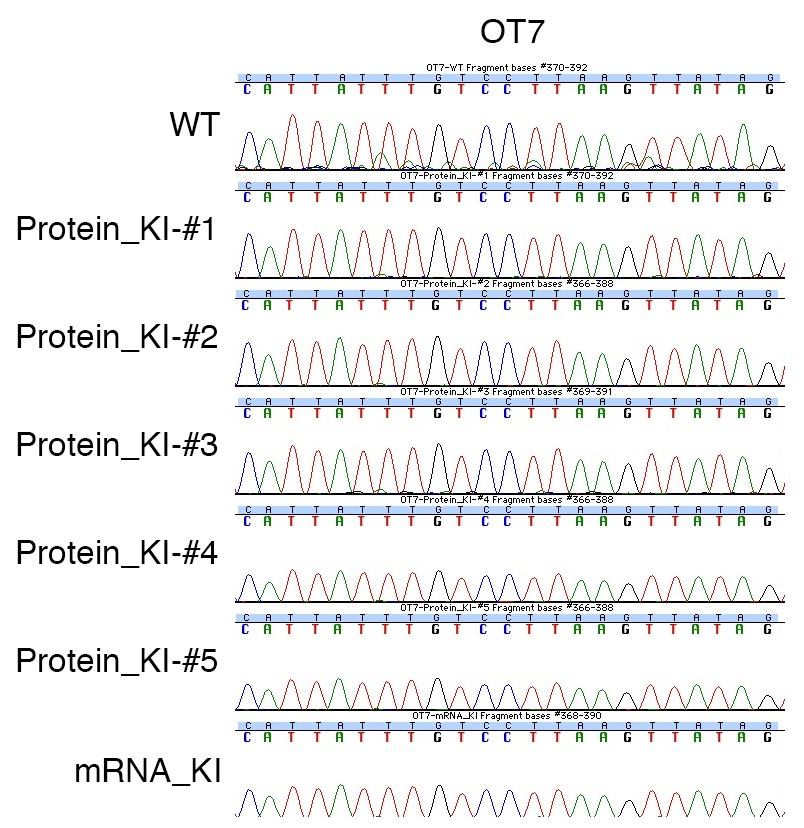 OT7
OT7-WT Fragment bases #370-392
C A T T A T T T G T C C T T A A G T T A T A G
C A T T A T T T G T C C T T A A G T T A T A G
WT
OT7-Protein_KI-#1 Fragment bases #370-392
C A T T A T T T G T C C T T A A G T T A T A G
C A T T A T T T G T C C T T A A G T T A T A G
Protein_KI-#1
OT7-Protein_KI-#2 Fragment bases #366-388
C A T T A T T T G T C C T T A A G T T A T A G
C A T T A T T T G T C C T T A A G T T A T A G
Protein_KI-#2
OT7-Protein_KI-#3 Fragment bases #369-391
C A T T A T T T G T C C T T A A G T T A T A G
C A T T A T T T G T C C T T A A G T T A T A G
Protein_KI-#3
OT7-Protein_KI-#4 Fragment bases #366-388
C A T T A T T T G T C C T T A A G T T A T A G
C A T T A T T T G T C C T T A A G T T A T A G
Protein_KI-#4
OT7-Protein_KI-#5 Fragment bases #366-388
C A T T A T T T G T C C T T A A G T T A T A G
C A T T A T T T G T C C T T A A G T T A T A G
Protein_KI-#5
OT7-mRNA_KI Fragment bases #368-390
C A T T A T T T G T C C T T A A G T T A T A G
C A T T A T T T G T C C T T A A G T T A T A G
mRNA_KI